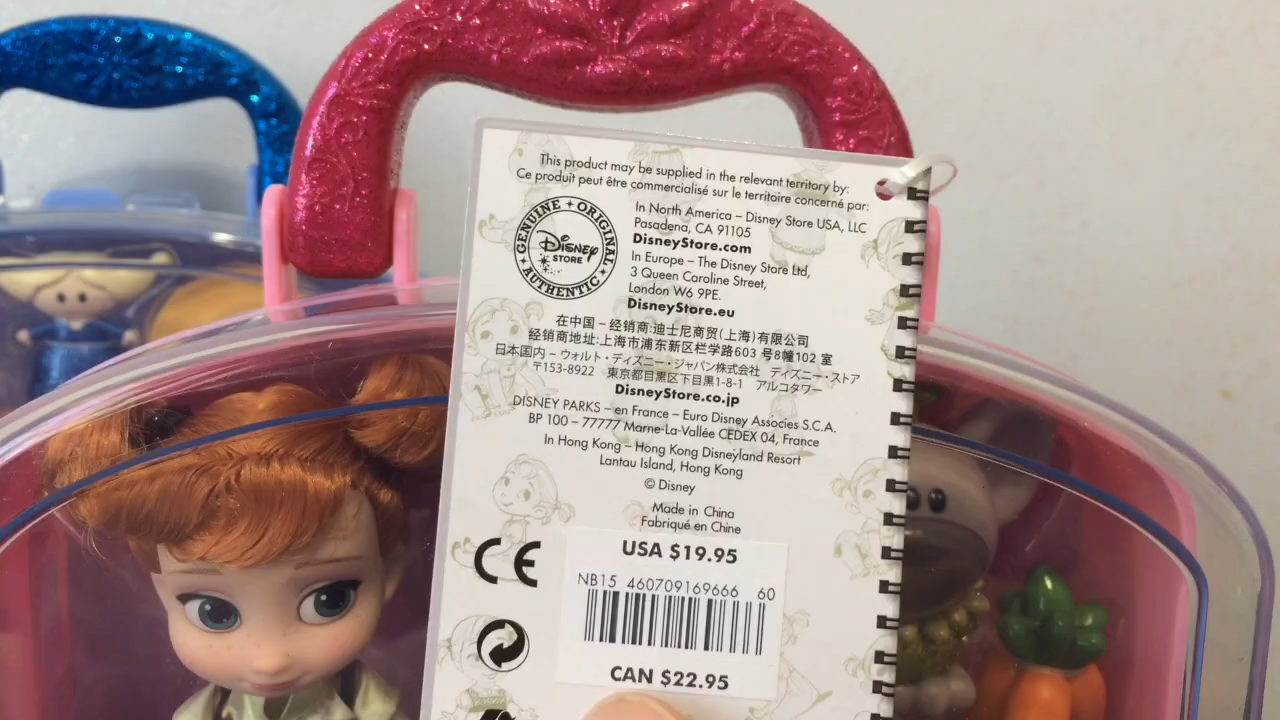 This product may be supplied in the relevant territory by:
Ce produit peut être commercialisé sur le territoire concerné par:
GENUINE ✦ ORIGINAL ✦ AUTHENTIC ✦
DISNEY
STORE
In North America – Disney Store USA, LLC
Pasadena, CA 91105
DisneyStore.com
In Europe – The Disney Store Ltd,
3 Queen Caroline Street,
London W6 9PE.
DisneyStore.eu
在中国 – 经销商:迪士尼商贸(上海)有限公司
经销商地址:上海市浦东新区栏学路603 号8幢102 室
日本国内 – ウォルト・ディズニー・ジャパン株式会社 ディズニー・ストア
〒153-8922 東京都目黒区下目黒1-8-1 アルコタワー
DisneyStore.co.jp
DISNEY PARKS – en France – Euro Disney Associes S.C.A.
BP 100 – 77777 Marne-La-Vallée CEDEX 04, France
In Hong Kong – Hong Kong Disneyland Resort
Lantau Island, Hong Kong
© Disney
Made in China
Fabriqué en Chine
CE
USA $19.95
NB15 460709169666 60
CAN $22.95